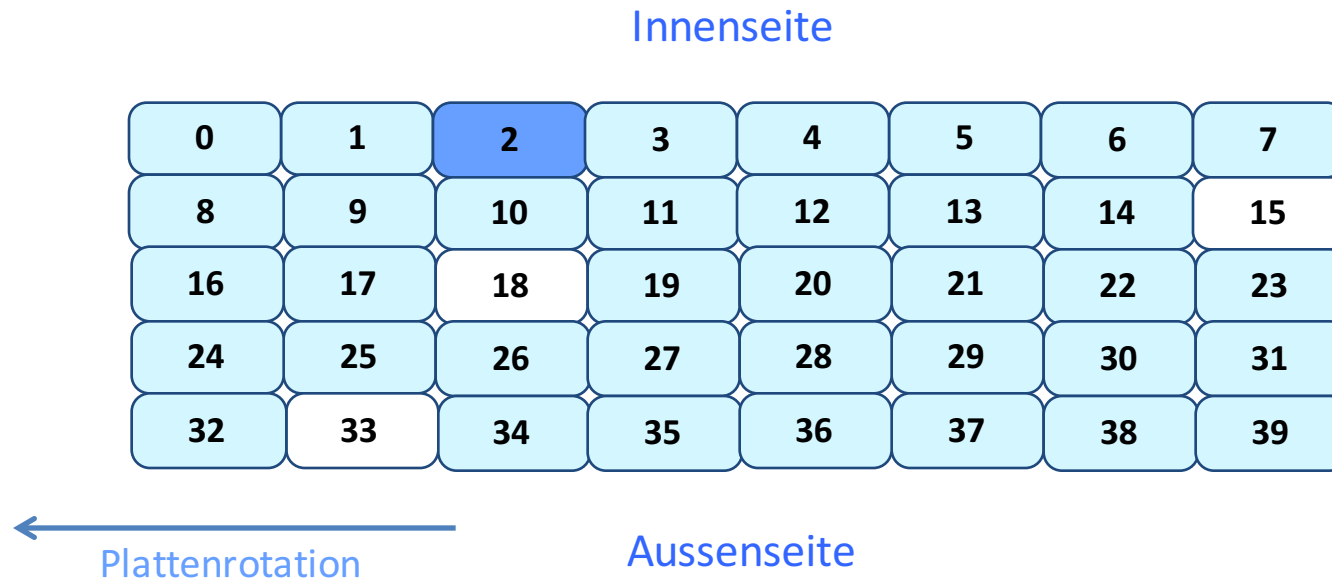 Innenseite
0 1 2 3 4 5 6 7
8 9 10 11 12 13 14 15
16 17 18 19 20 21 22 23
24 25 26 27 28 29 30 31
32 33 34 35 36 37 38 39
Aussenseite
Plattenrotation